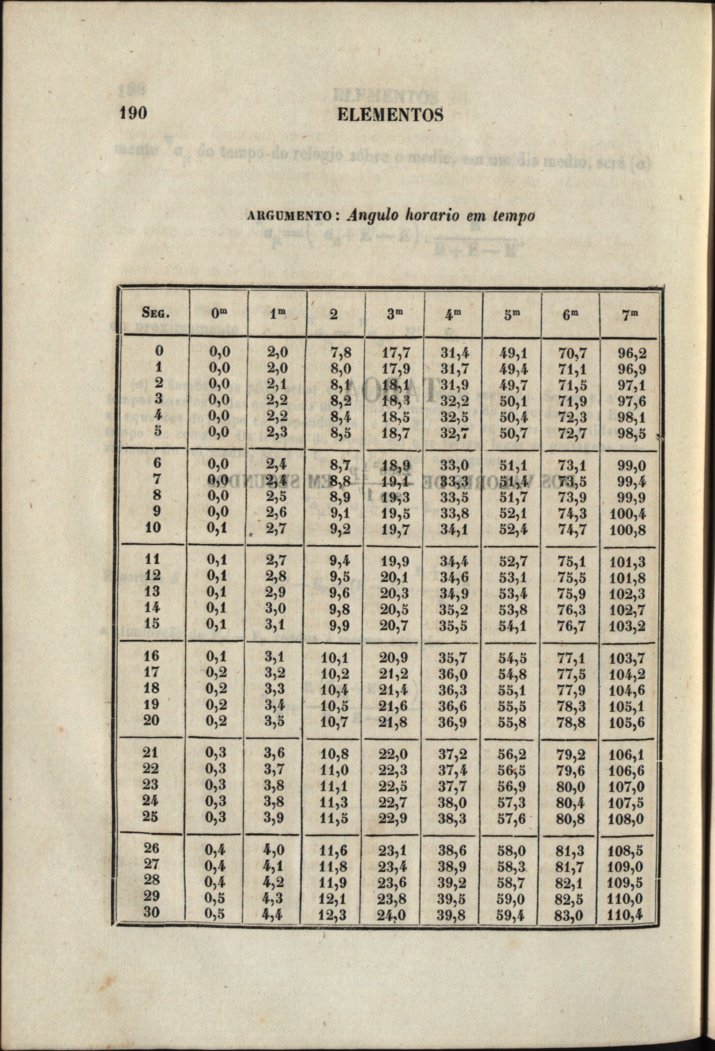 190 ELEMENTOS
ARGUMENTO: Angulo horario em tempo
SEG. 0m 1m 2 3m 4m 5m 6m 7m
0 0,0 2,0 7,8 17,7 31,4 49,1 70,7 96,2
1 0,0 2,0 8,0 17,9 31,7 49,4 71,1 96,9
2 0,0 2,1 8,1 18,1 31,9 49,7 71,5 97,1
3 0,0 2,2 8,2 18,3 32,2 50,1 71,9 97,6
4 0,0 2,2 8,4 18,5 32,5 50,4 72,3 98,1
5 0,0 2,3 8,5 18,7 32,7 50,7 72,7 98,5
6 0,0 2,4 8,7 18,9 33,0 51,1 73,1 99,0
7 0,0 2,4 8,8 19,1 33,3 51,4 73,5 99,4
8 0,0 2,5 8,9 19,3 33,5 51,7 73,9 99,9
9 0,0 2,6 9,1 19,5 33,8 52,1 74,3 100,4
10 0,1 2,7 9,2 19,7 34,1 52,4 74,7 100,8
11 0,1 2,7 9,4 19,9 34,4 52,7 75,1 101,3
12 0,1 2,8 9,5 20,1 34,6 53,1 75,5 101,8
13 0,1 2,9 9,6 20,3 34,9 53,4 75,9 102,3
14 0,1 3,0 9,8 20,5 35,2 53,8 76,3 102,7
15 0,1 3,1 9,9 20,7 35,5 54,1 76,7 103,2
16 0,1 3,1 10,1 20,9 35,7 54,5 77,1 103,7
17 0,2 3,2 10,2 21,2 36,0 54,8 77,5 104,2
18 0,2 3,3 10,4 21,4 36,3 55,1 77,9 104,6
19 0,2 3,4 10,5 21,6 36,6 55,5 78,3 105,1
20 0,2 3,5 10,7 21,8 36,9 55,8 78,8 105,6
21 0,3 3,6 10,8 22,0 37,2 56,2 79,2 106,1
22 0,3 3,7 11,0 22,3 37,4 56,5 79,6 106,6
23 0,3 3,8 11,1 22,5 37,7 56,9 80,0 107,0
24 0,3 3,8 11,3 22,7 38,0 57,3 80,4 107,5
25 0,3 3,9 11,5 22,9 38,3 57,6 80,8 108,0
26 0,4 4,0 11,6 23,1 38,6 58,0 81,3 108,5
27 0,4 4,1 11,8 23,4 38,9 58,3 81,7 109,0
28 0,4 4,2 11,9 23,6 39,2 58,7 82,1 109,5
29 0,5 4,3 12,1 23,8 39,5 59,0 82,5 110,0
30 0,5 4,4 12,3 24,0 39,8 59,4 83,0 110,4